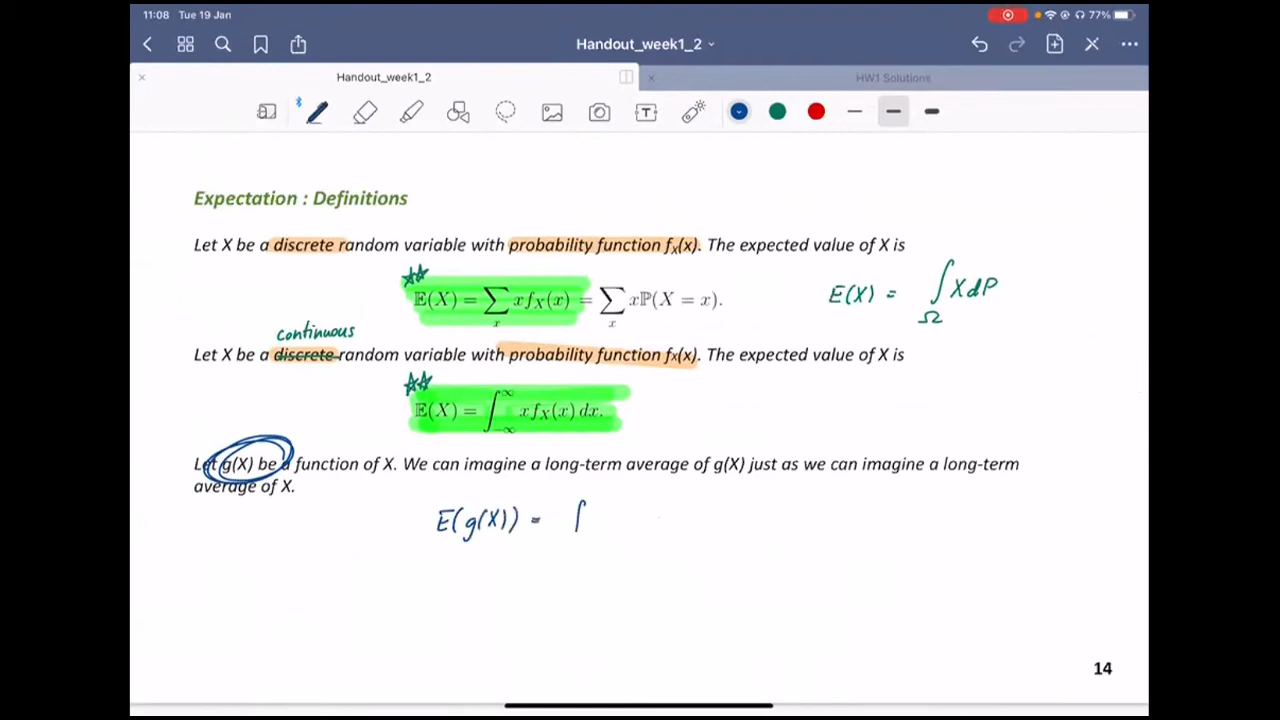 11:08 Tue 19 Jan 77%
Handout_week1_2
Handout_week1_2 HW1 Solutions
Expectation : Definitions
Let X be a discrete random variable with probability function fX(x). The expected value of X is
𝔼(X) = ∑x x fX(x) = ∑x xℙ(X = x).
E(X) = ∫Ω X dP
continuous
Let X be a discrete random variable with probability function fX(x). The expected value of X is
𝔼(X) = ∫_{-∞}^{∞} x fX(x) dx.
Let g(X) be a function of X. We can imagine a long-term average of g(X) just as we can imagine a long-term
average of X.
E(g(X)) = ∫
14